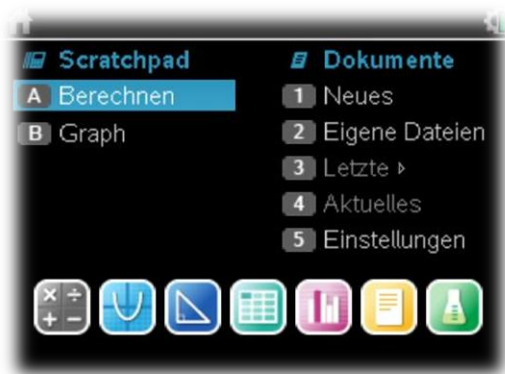 Scratchpad
A Berechnen
B Graph
Dokumente
1 Neues
2 Eigene Dateien
3 Letzte ▸
4 Aktuelles
5 Einstellungen